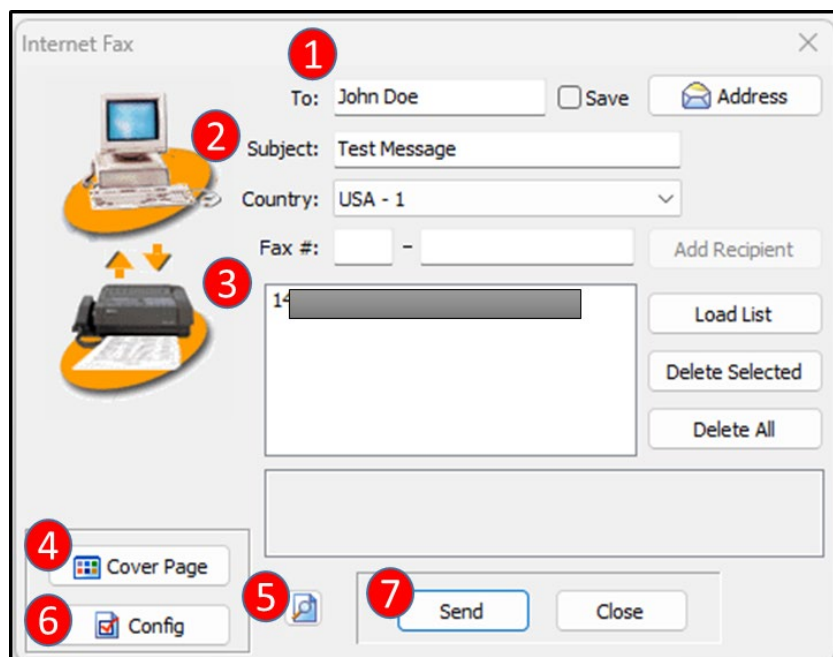 Internet Fax
1
To: John Doe Save Address
2
Subject: Test Message
Country: USA - 1
Fax #: - Add Recipient
3
14
Load List
Delete Selected
Delete All
4
Cover Page
5
7
Send Close
6
Config